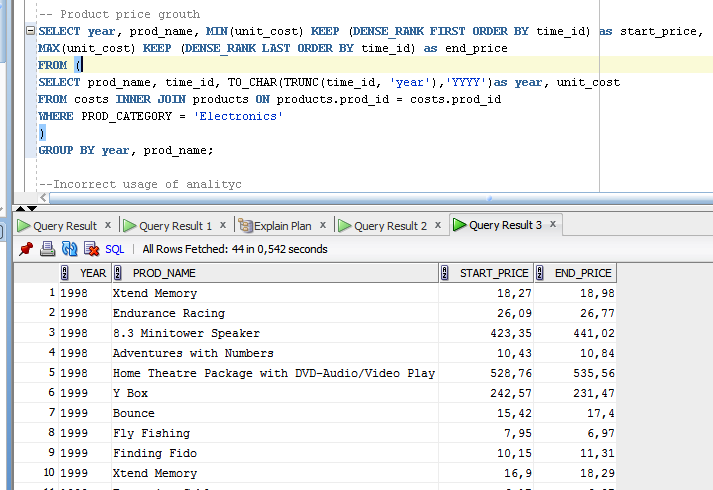 -- Product price grouth
SELECT year, prod_name, MIN(unit_cost) KEEP (DENSE_RANK FIRST ORDER BY time_id) as start_price,
MAX(unit_cost) KEEP (DENSE_RANK LAST ORDER BY time_id) as end_price
FROM (
SELECT prod_name, time_id, TO_CHAR(TRUNC(time_id, 'year'),'YYYY')as year, unit_cost
FROM costs INNER JOIN products ON products.prod_id = costs.prod_id
WHERE PROD_CATEGORY = 'Electronics'
)
GROUP BY year, prod_name;
--Incorrect usage of analityc
Query Result x Query Result 1 x Explain Plan x Query Result 2 x Query Result 3 x
SQL | All Rows Fetched: 44 in 0,542 seconds
YEAR PROD_NAME START_PRICE END_PRICE
1 1998 Xtend Memory 18,27 18,98
2 1998 Endurance Racing 26,09 26,77
3 1998 8.3 Minitower Speaker 423,35 441,02
4 1998 Adventures with Numbers 10,43 10,84
5 1998 Home Theatre Package with DVD-Audio/Video Play 528,76 535,56
6 1999 Y Box 242,57 231,47
7 1999 Bounce 15,42 17,4
8 1999 Fly Fishing 7,95 6,97
9 1999 Finding Fido 10,15 11,31
10 1999 Xtend Memory 16,9 18,29